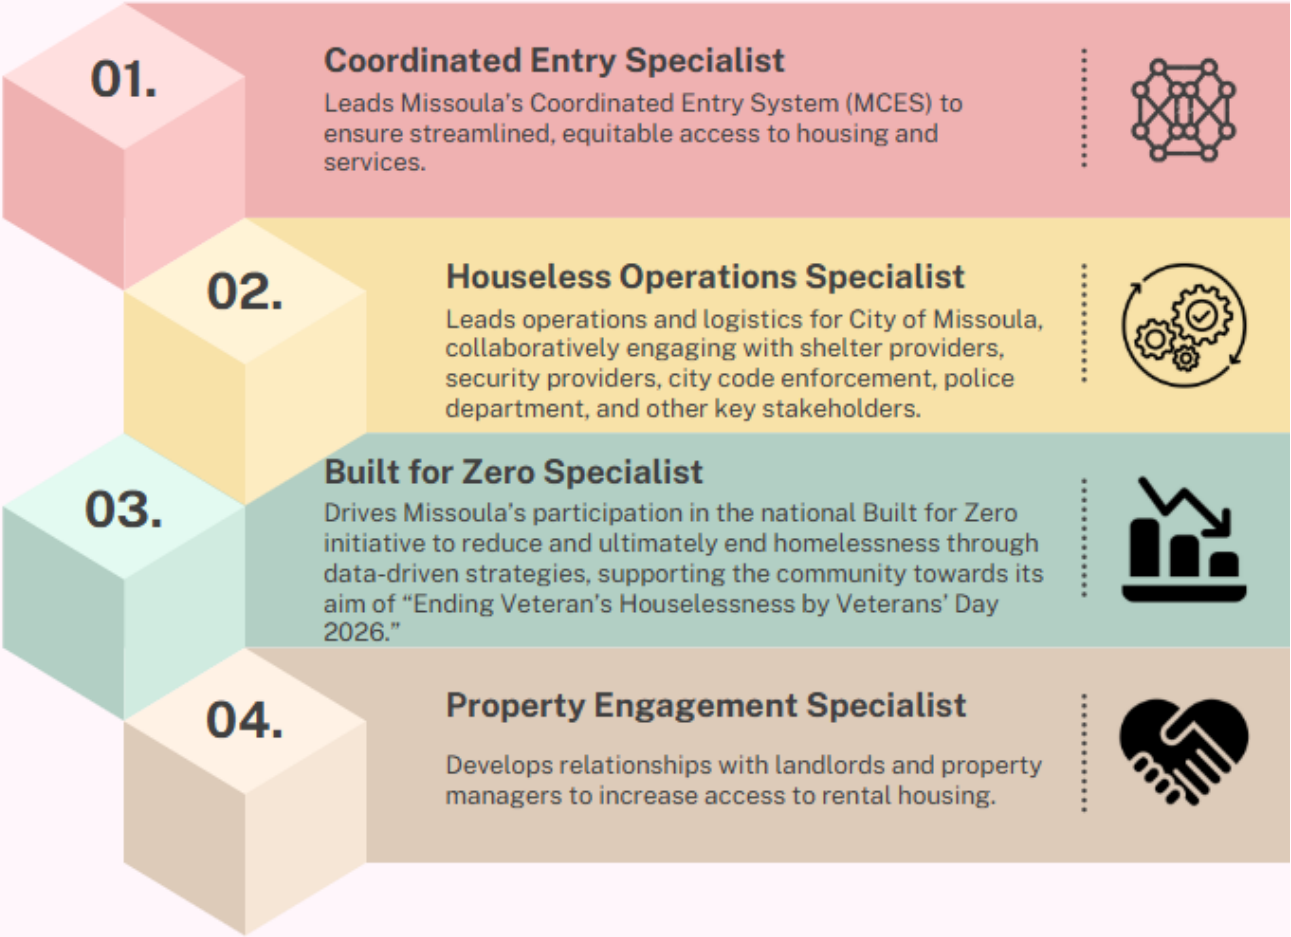 01.
Coordinated Entry Specialist
Leads Missoula’s Coordinated Entry System (MCES) to
ensure streamlined, equitable access to housing and
services.
02.
Houseless Operations Specialist
Leads operations and logistics for City of Missoula,
collaboratively engaging with shelter providers,
security providers, city code enforcement, police
department, and other key stakeholders.
03.
Built for Zero Specialist
Drives Missoula’s participation in the national Built for Zero
initiative to reduce and ultimately end homelessness through
data-driven strategies, supporting the community towards its
aim of “Ending Veteran’s Houselessness by Veterans’ Day
2026.”
04.
Property Engagement Specialist
Develops relationships with landlords and property
managers to increase access to rental housing.